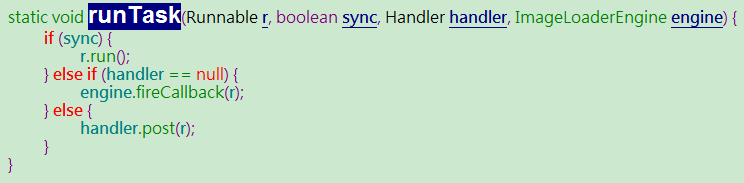 static void runTask(Runnable r, boolean sync, Handler handler, ImageLoaderEngine engine) {
if (sync) {
r.run();
} else if (handler == null) {
engine.fireCallback(r);
} else {
handler.post(r);
}
}